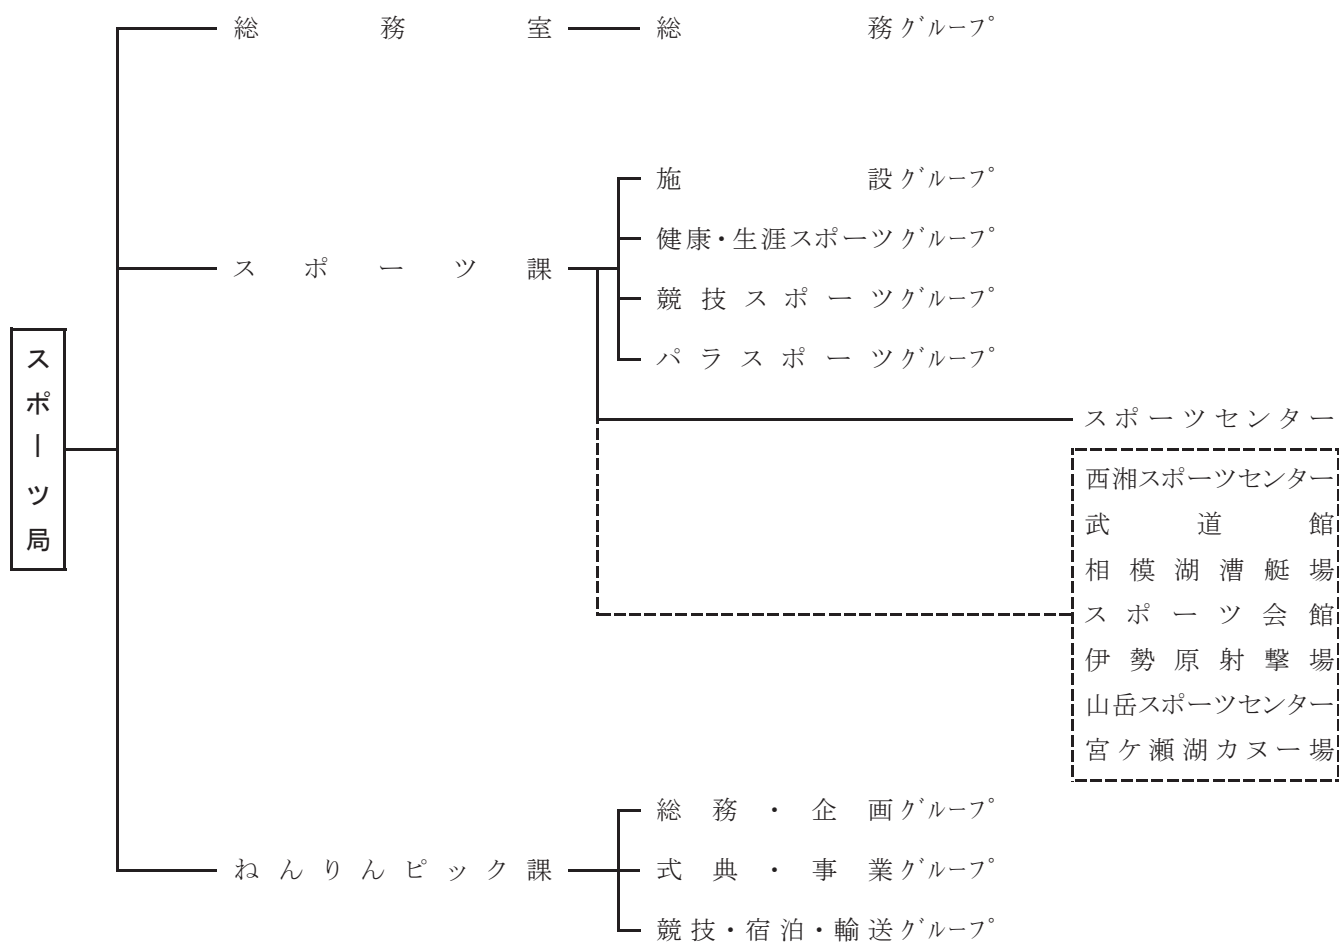 スポーツ局
総務室
総務ｸﾞﾙｰﾌﾟ
スポーツ課
施設ｸﾞﾙｰﾌﾟ
健康・生涯スポーツｸﾞﾙｰﾌﾟ
競技スポーツｸﾞﾙｰﾌﾟ
パラスポーツｸﾞﾙｰﾌﾟ
スポーツセンター
西湘スポーツセンター
武道館
相模湖漕艇場
スポーツ会館
伊勢原射撃場
山岳スポーツセンター
宮ケ瀬湖カヌー場
ねんりんピック課
総務・企画ｸﾞﾙｰﾌﾟ
式典・事業ｸﾞﾙｰﾌﾟ
競技・宿泊・輸送ｸﾞﾙｰﾌﾟ